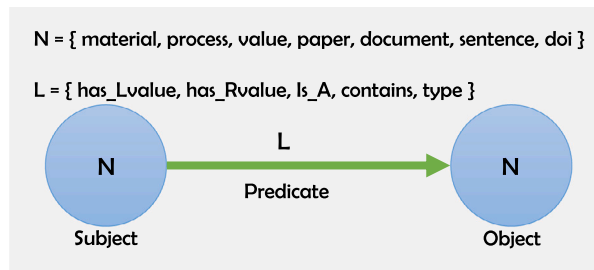 N = { material, process, value, paper, document, sentence, doi }
L = { has_Lvalue, has_Rvalue, Is_A, contains, type }
L
N
N
Predicate
Subject
Object